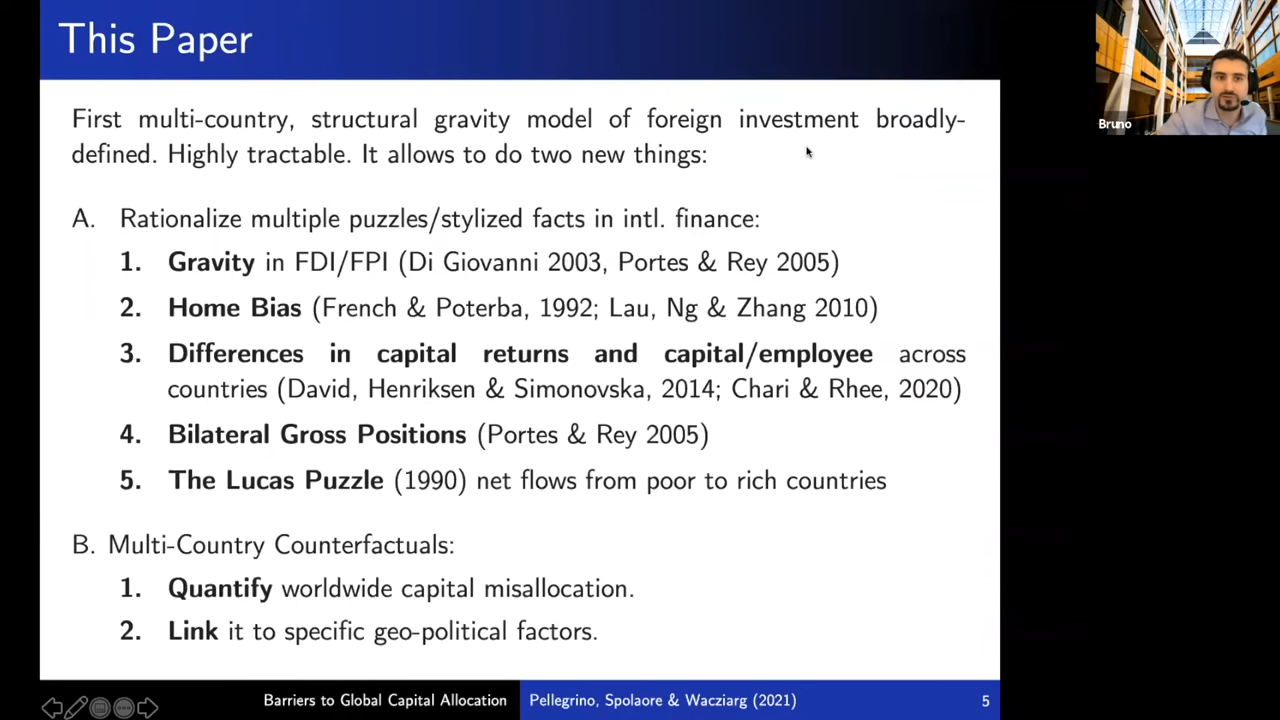 This Paper
First multi-country, structural gravity model of foreign investment broadly-
defined. Highly tractable. It allows to do two new things:
A. Rationalize multiple puzzles/stylized facts in intl. finance:
1. Gravity in FDI/FPI (Di Giovanni 2003, Portes & Rey 2005)
2. Home Bias (French & Poterba, 1992; Lau, Ng & Zhang 2010)
3. Differences in capital returns and capital/employee across
countries (David, Henriksen & Simonovska, 2014; Chari & Rhee, 2020)
4. Bilateral Gross Positions (Portes & Rey 2005)
5. The Lucas Puzzle (1990) net flows from poor to rich countries
B. Multi-Country Counterfactuals:
1. Quantify worldwide capital misallocation.
2. Link it to specific geo-political factors.
Barriers to Global Capital Allocation
Pellegrino, Spolaore & Wacziarg (2021)
5
Bruno